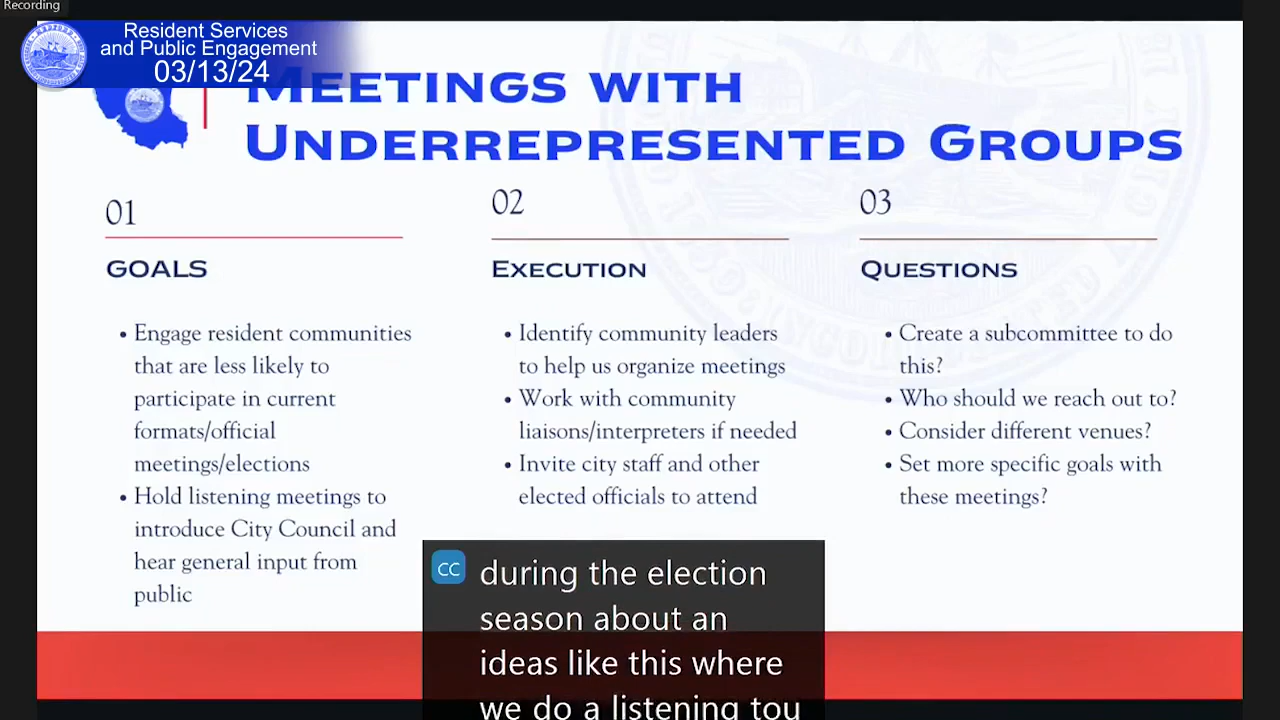 Recording
Resident Services
and Public Engagement
03/13/24
MEETINGS WITH
UNDERREPRESENTED GROUPS
01
GOALS
• Engage resident communities
that are less likely to
participate in current
formats/official
meetings/elections
• Hold listening meetings to
introduce City Council and
hear general input from
public
02
EXECUTION
• Identify community leaders
to help us organize meetings
• Work with community
liaisons/interpreters if needed
• Invite city staff and other
elected officials to attend
03
QUESTIONS
• Create a subcommittee to do
this?
• Who should we reach out to?
• Consider different venues?
• Set more specific goals with
these meetings?
CC
during the election
season about an
ideas like this where
we do a listening tou